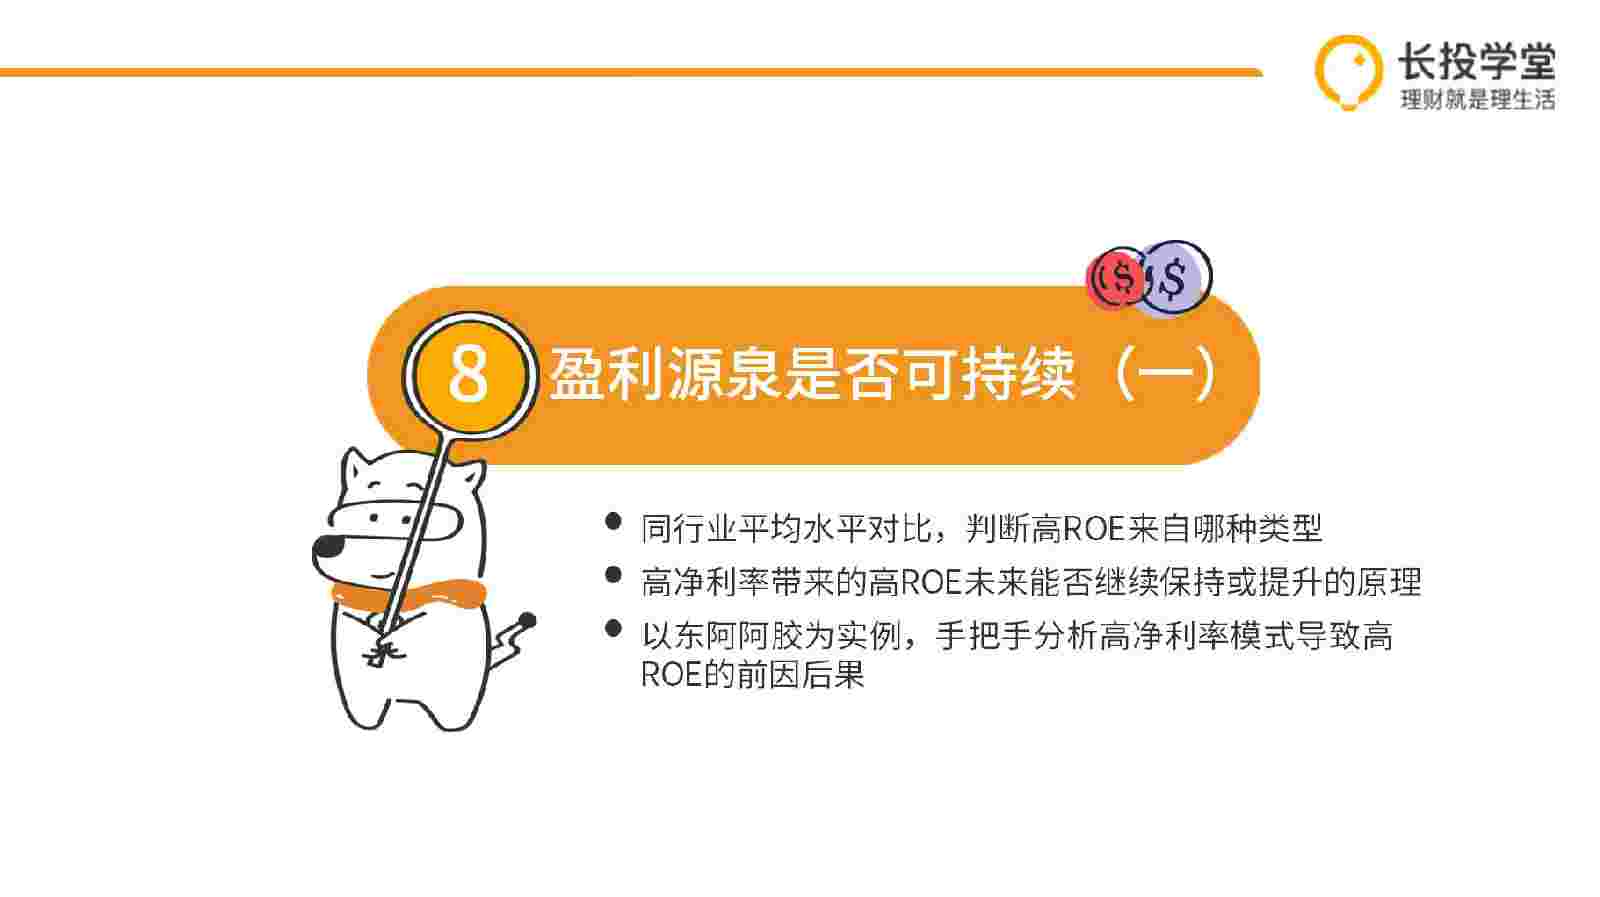 长投学堂
理财就是理生活
$ $
8 盈利源泉是否可持续（一）
● 同行业平均水平对比，判断高ROE来自哪种类型
● 高净利率带来的高ROE未来能否继续保持或提升的原理
● 以东阿阿胶为实例，手把手分析高净利率模式导致高
ROE的前因后果